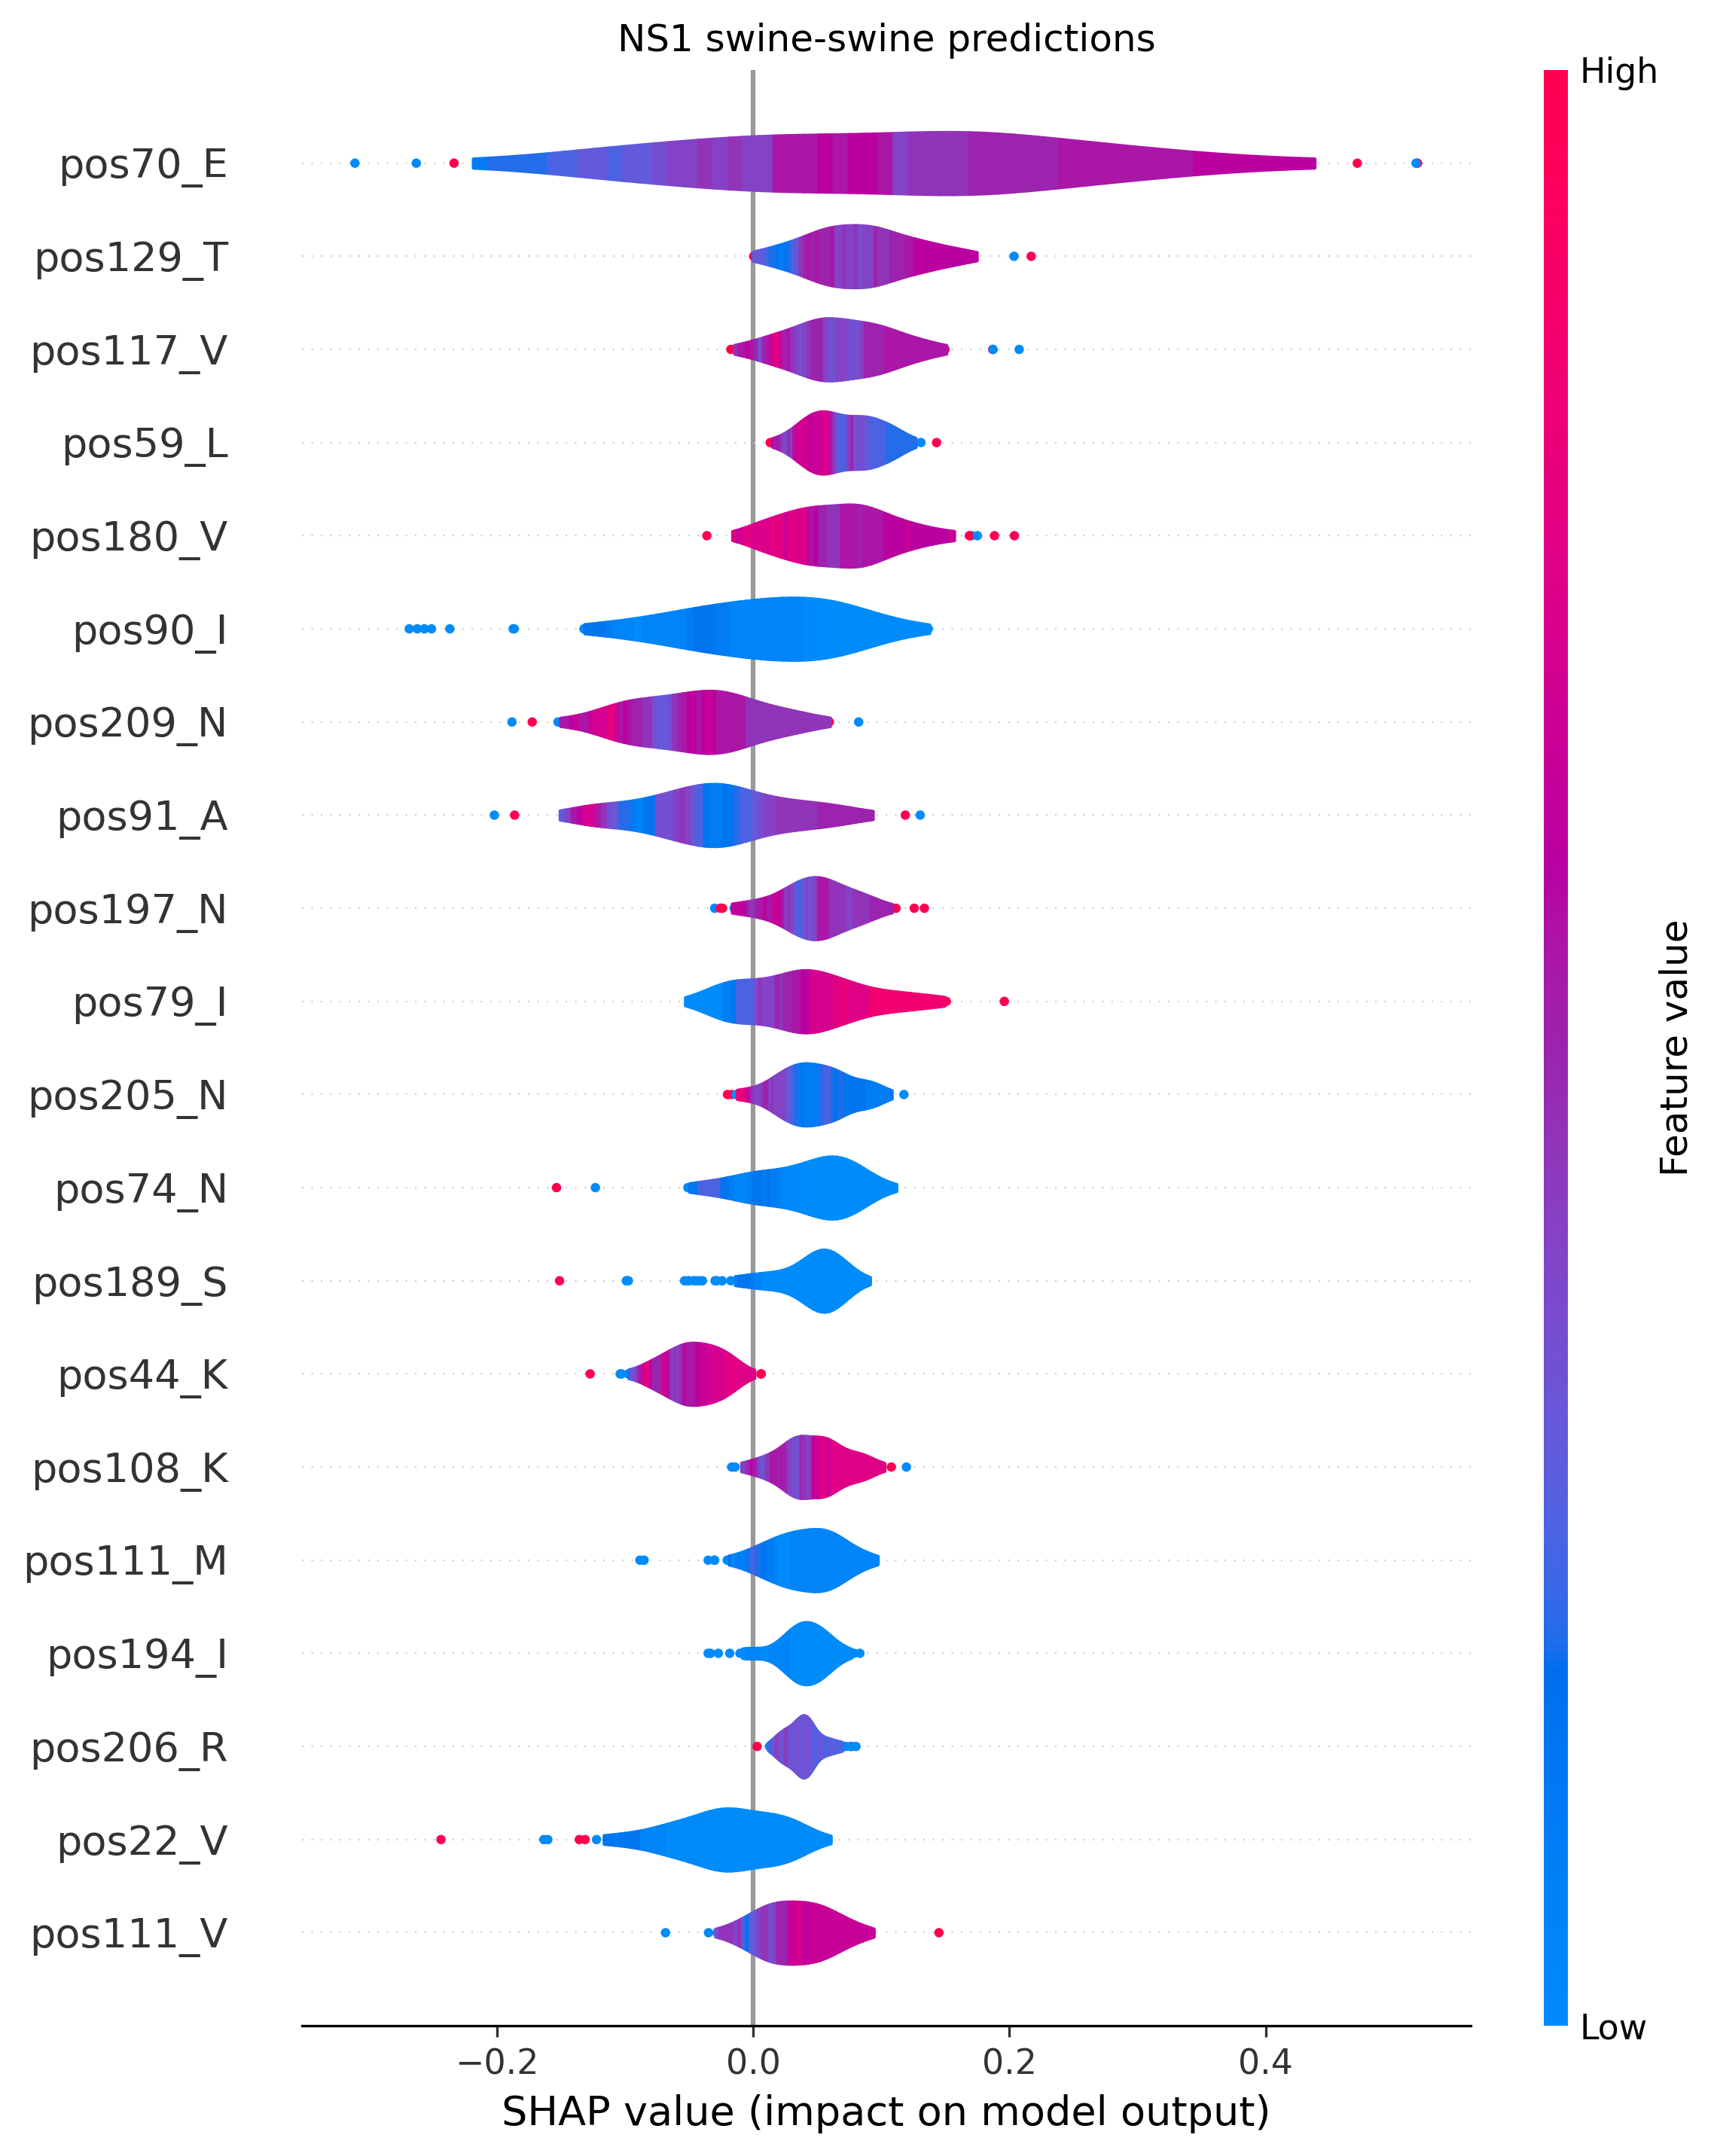 NS1 swine-swine predictions
High
pos70_E
pos129_T
pos117_V
pos59_L
pos180_V
pos90_I
pos209_N
pos91_A
pos197_N
pos79_I
pos205_N
pos74_N
pos189_S
pos44_K
pos108_K
pos111_M
pos194_I
pos206_R
pos22_V
pos111_V
Feature value
Low
−0.2 0.0 0.2 0.4
SHAP value (impact on model output)